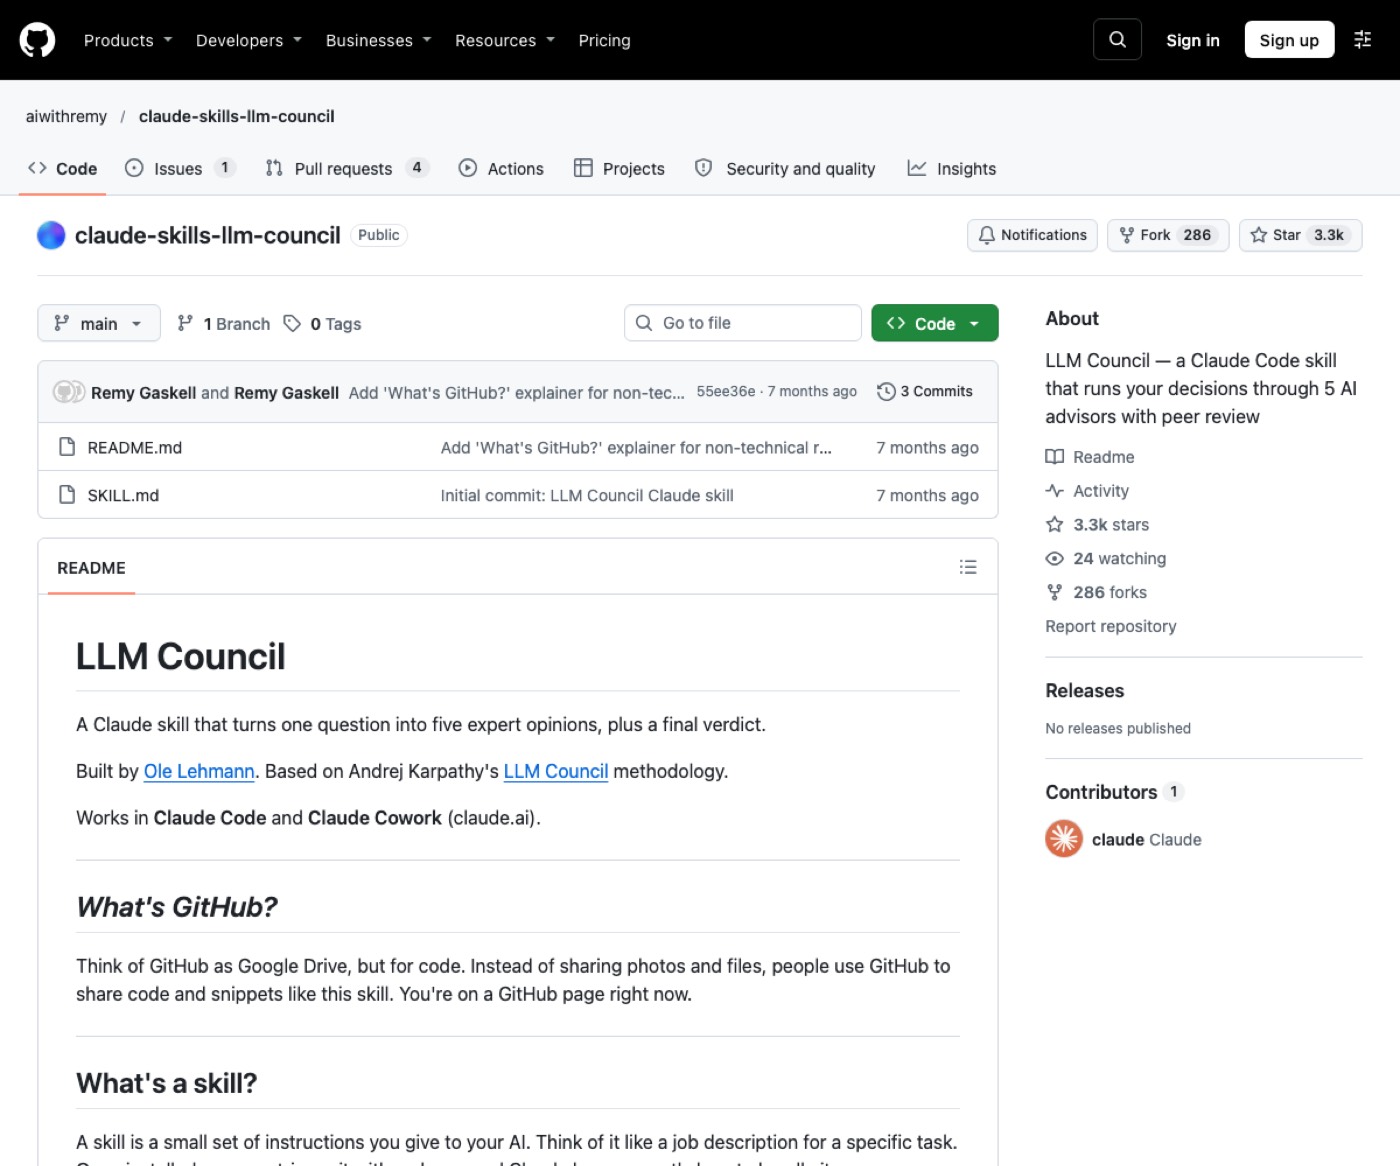 Products Developers Businesses Resources Pricing Sign in Sign up
aiwithremy / claude-skills-llm-council
Code Issues 1 Pull requests 4 Actions Projects Security and quality Insights
claude-skills-llm-council Public Notifications Fork 286 Star 3.3k
main 1 Branch 0 Tags Go to file Code
Remy Gaskell and Remy Gaskell Add 'What's GitHub?' explainer for non-tec... 55ee36e · 7 months ago 3 Commits
README.md Add 'What's GitHub?' explainer for non-technical r... 7 months ago
SKILL.md Initial commit: LLM Council Claude skill 7 months ago
README
LLM Council
A Claude skill that turns one question into five expert opinions, plus a final verdict.
Built by Ole Lehmann. Based on Andrej Karpathy's LLM Council methodology.
Works in Claude Code and Claude Cowork (claude.ai).
What's GitHub?
Think of GitHub as Google Drive, but for code. Instead of sharing photos and files, people use GitHub to
share code and snippets like this skill. You're on a GitHub page right now.
What's a skill?
A skill is a small set of instructions you give to your AI. Think of it like a job description for a specific task.
About
LLM Council — a Claude Code skill
that runs your decisions through 5 AI
advisors with peer review
Readme
Activity
3.3k stars
24 watching
286 forks
Report repository
Releases
No releases published
Contributors 1
claude Claude